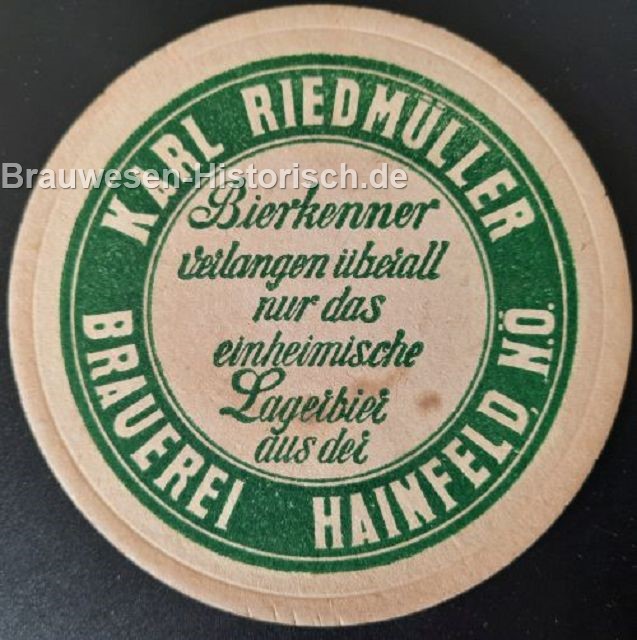 KARL RIEDMÜLLER
Brauwesen-Historisch.de
Bierkenner
verlangen überall
nur das
einheimische
Lagerbier
aus der
BRAUEREI HAINFELD, N.Ö.